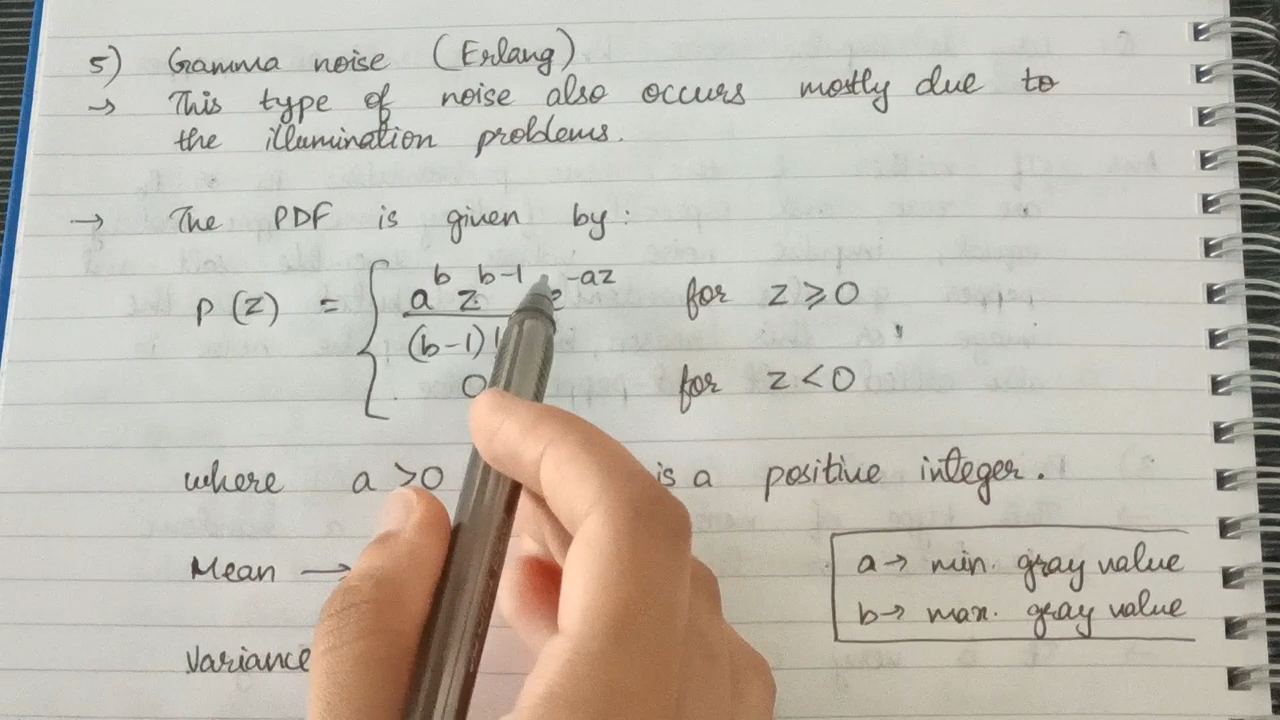 5) Gamma noise (Erlang)
→ This type of noise also occurs mostly due to
the illumination problems.
→ The PDF is given by:
P(z) = { a^b z^b-1 / (b-1)! e^-az for z ≥ 0
0 for z < 0
where a > 0 is a positive integer.
Mean →
a → min. gray value
b → max. gray value
Variance